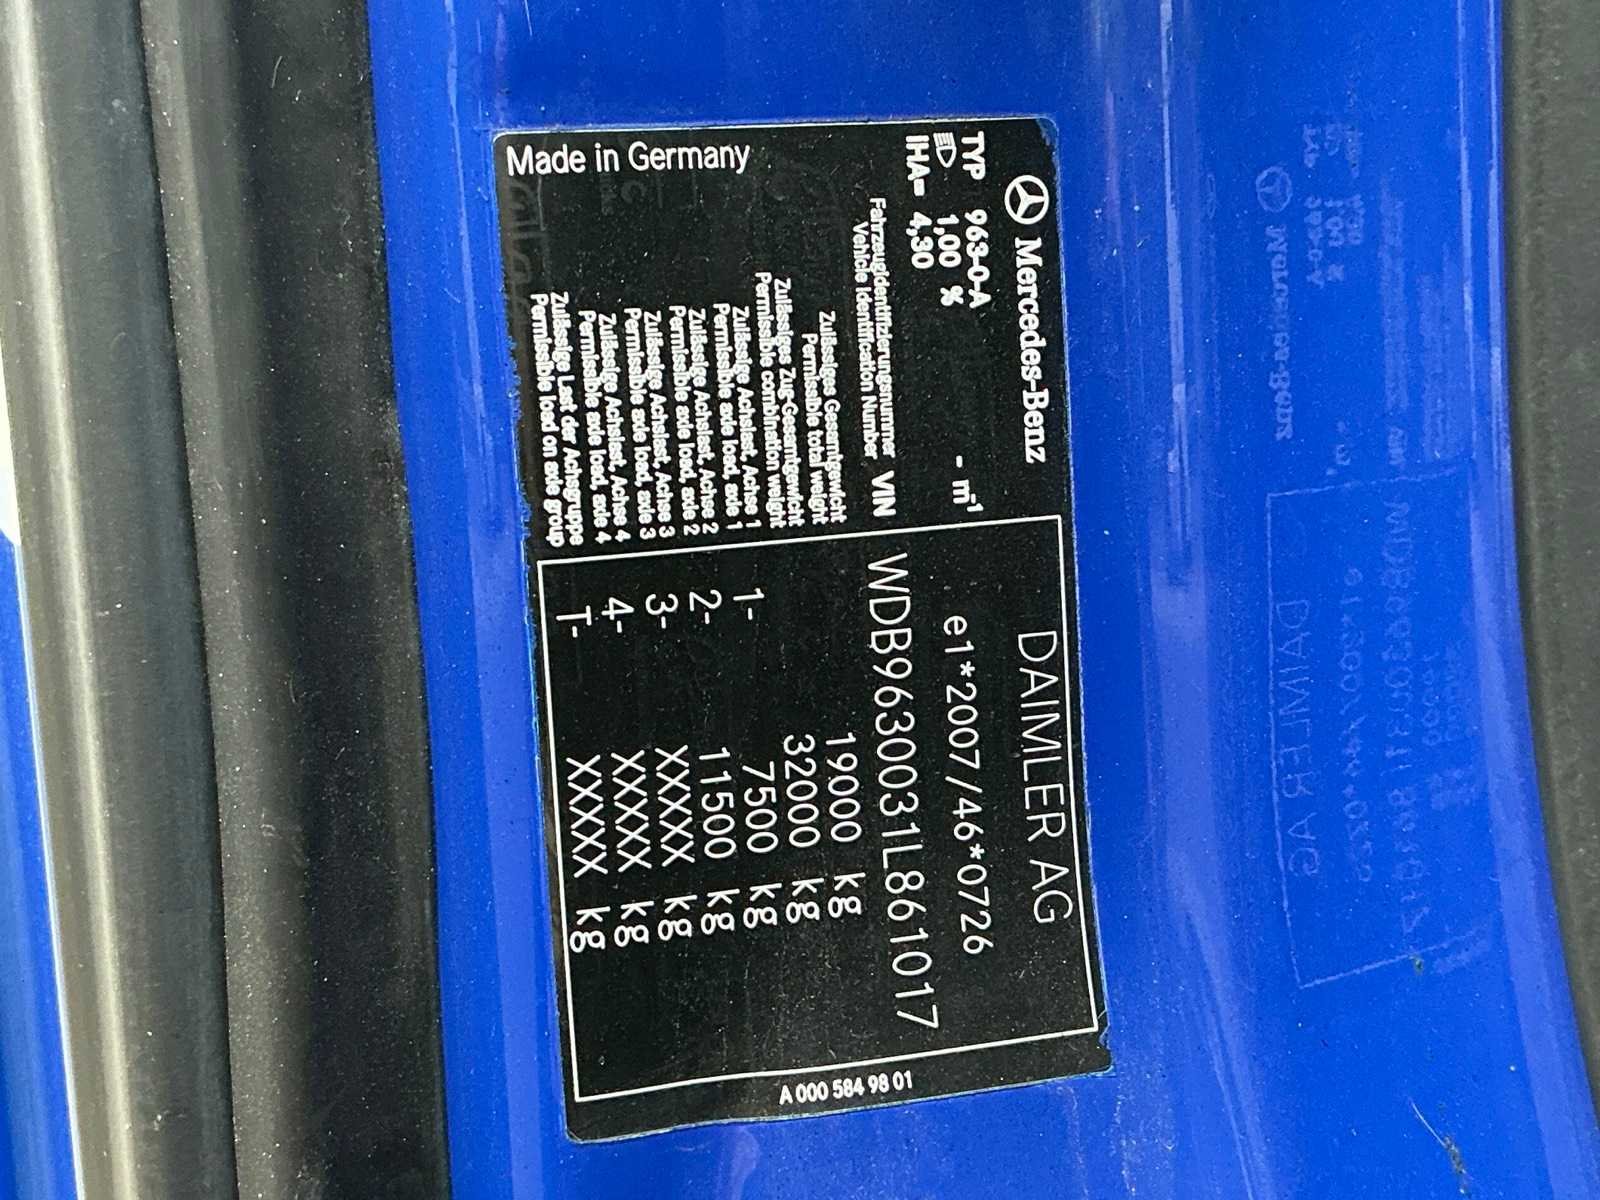 Mercedes-Benz
TYP 963-0-A
1,00 % - m-1
IHA= 4,30
DAIMLER AG
e1*2007/46*0726
Fahrzeugidentifizierungsnummer
Vehicle Identification Number VIN WDB9630031L8610017
Zulässiges Gesamtgewicht
Permissible total weight 19000 kg
Zulässiges Zug-Gesamtgewicht
Permissible combination weight 32000 kg
Zulässige Achslast, Achse 1
Permissible axle load, axle 1 1- 7500 kg
Zulässige Achslast, Achse 2
Permissible axle load, axle 2 2- 11500 kg
Zulässige Achslast, Achse 3
Permissible axle load, axle 3 3- XXXXX kg
Zulässige Achslast, Achse 4
Permissible axle load, axle 4 4- XXXXX kg
Zulässige Last der Achsgruppe
Permissible load on axle group T- XXXXX kg
Made in Germany
A 000 584 98 01